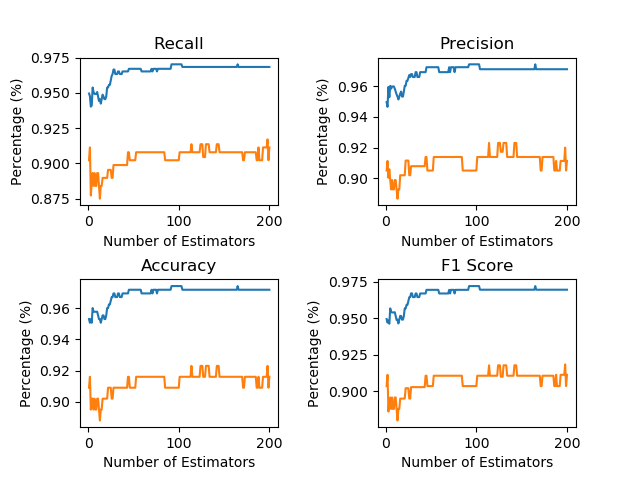 Recall
Percentage (%)
0.975
0.950
0.925
0.900
0.875
0 100 200
Number of Estimators
Precision
Percentage (%)
0.96
0.94
0.92
0.90
0 100 200
Number of Estimators
Accuracy
Percentage (%)
0.96
0.94
0.92
0.90
0 100 200
Number of Estimators
F1 Score
Percentage (%)
0.975
0.950
0.925
0.900
0 100 200
Number of Estimators